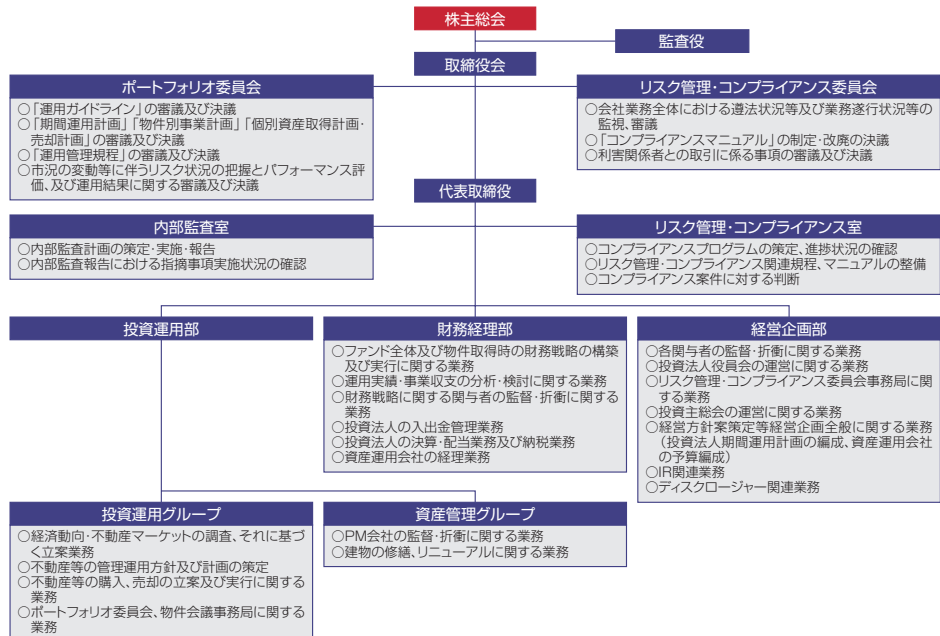 株主総会
監査役
取締役会
ポートフォリオ委員会
○「運用ガイドライン」の審議及び決議
○「期間運用計画」「物件別事業計画」「個別資産取得計画・
売却計画」の審議及び決議
○「運用管理規程」の審議及び決議
○市況の変動等に伴うリスク状況の把握とパフォーマンス評
価、及び運用結果に関する審議及び決議
リスク管理・コンプライアンス委員会
○会社業務全体における遵法状況等及び業務遂行状況等の
監視、審議
○「コンプライアンスマニュアル」の制定・改廃の決議
○利害関係者との取引に係る事項の審議及び決議
代表取締役
内部監査室
○内部監査計画の策定・実施・報告
○内部監査報告における指摘事項実施状況の確認
リスク管理・コンプライアンス室
○コンプライアンスプログラムの策定、進捗状況の確認
○リスク管理・コンプライアンス関連規程、マニュアルの整備
○コンプライアンス案件に対する判断
投資運用部
財務経理部
○ファンド全体及び物件取得時の財務戦略の構築
及び実行に関する業務
○運用実績・事業収支の分析・検討に関する業務
○財務戦略に関する関与者の監督・折衝に関する
業務
○投資法人の入出金管理業務
○投資法人の決算・配当業務及び納税業務
○資産運用会社の経理業務
経営企画部
○各関与者の監督・折衝に関する業務
○投資法人役員会の運営に関する業務
○リスク管理・コンプライアンス委員会事務局に関
する業務
○投資主総会の運営に関する業務
○経営方針案策定等経営企画全般に関する業務
(投資法人期間運用計画の編成、資産運用会社
の予算編成)
○IR関連業務
○ディスクロージャー関連業務
投資運用グループ
○経済動向・不動産マーケットの調査、それに基づ
く立案業務
○不動産等の管理運用方針及び計画の策定
○不動産等の購入、売却の立案及び実行に関する
業務
○ポートフォリオ委員会、物件会議事務局に関する
業務
資産管理グループ
○PM会社の監督・折衝に関する業務
○建物の修繕、リニューアルに関する業務